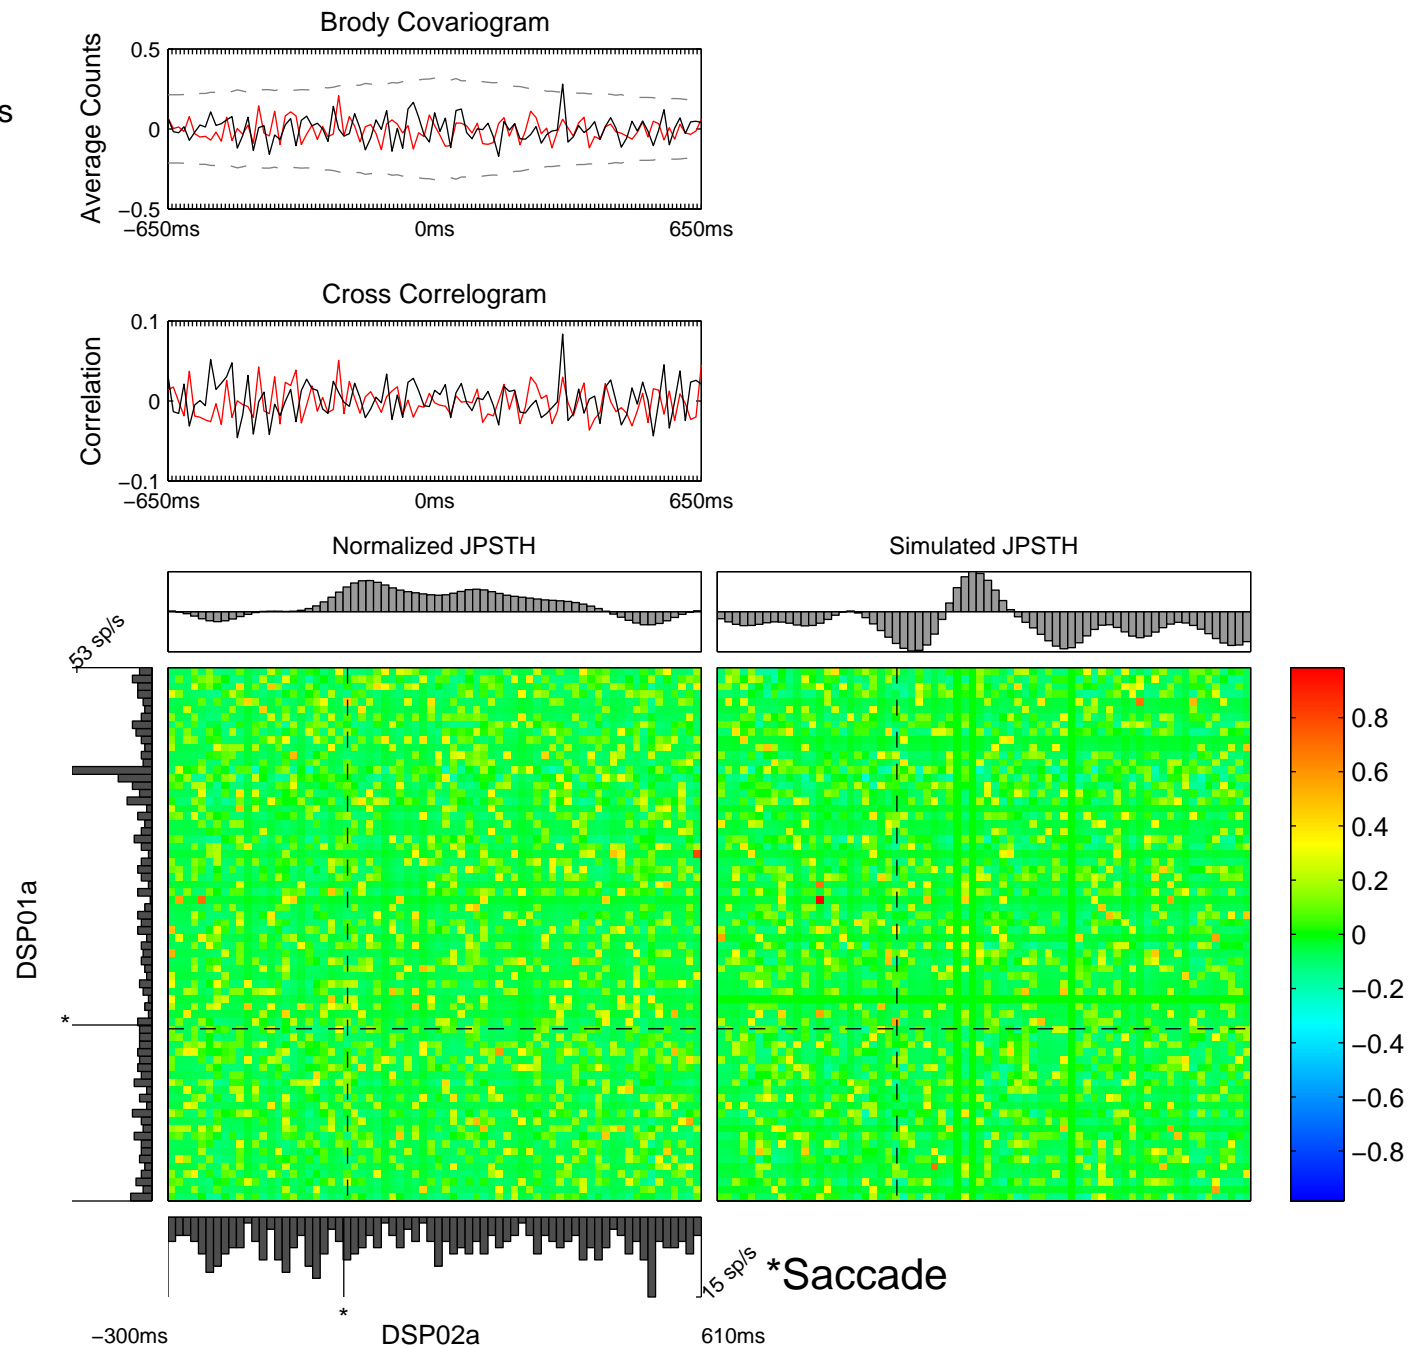 Brody Covariogram
s
Average Counts
0.5
0
−0.5
−650ms
0ms
650ms
Cross Correlogram
Correlation
0.1
0
−0.1
−650ms
0ms
650ms
Normalized JPSTH
Simulated JPSTH
53 sp/s
DSP01a
*
0.8
0.6
0.4
0.2
0
−0.2
−0.4
−0.6
−0.8
15 sp/s
*Saccade
*
−300ms
DSP02a
610ms